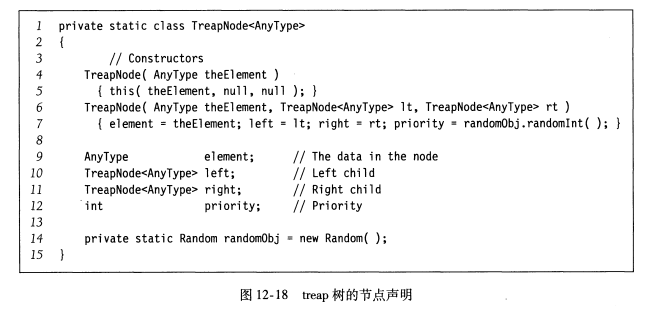 1 private static class TreapNode<AnyType>
2 {
3 // Constructors
4 TreapNode( AnyType theElement )
5 { this( theElement, null, null ); }
6 TreapNode( AnyType theElement, TreapNode<AnyType> lt, TreapNode<AnyType> rt )
7 { element = theElement; left = lt; right = rt; priority = randomObj.randomInt( ); }
8
9 AnyType element; // The data in the node
10 TreapNode<AnyType> left; // Left child
11 TreapNode<AnyType> right; // Right child
12 int priority; // Priority
13
14 private static Random randomObj = new Random( );
15 }
图 12-18 treap 树的节点声明